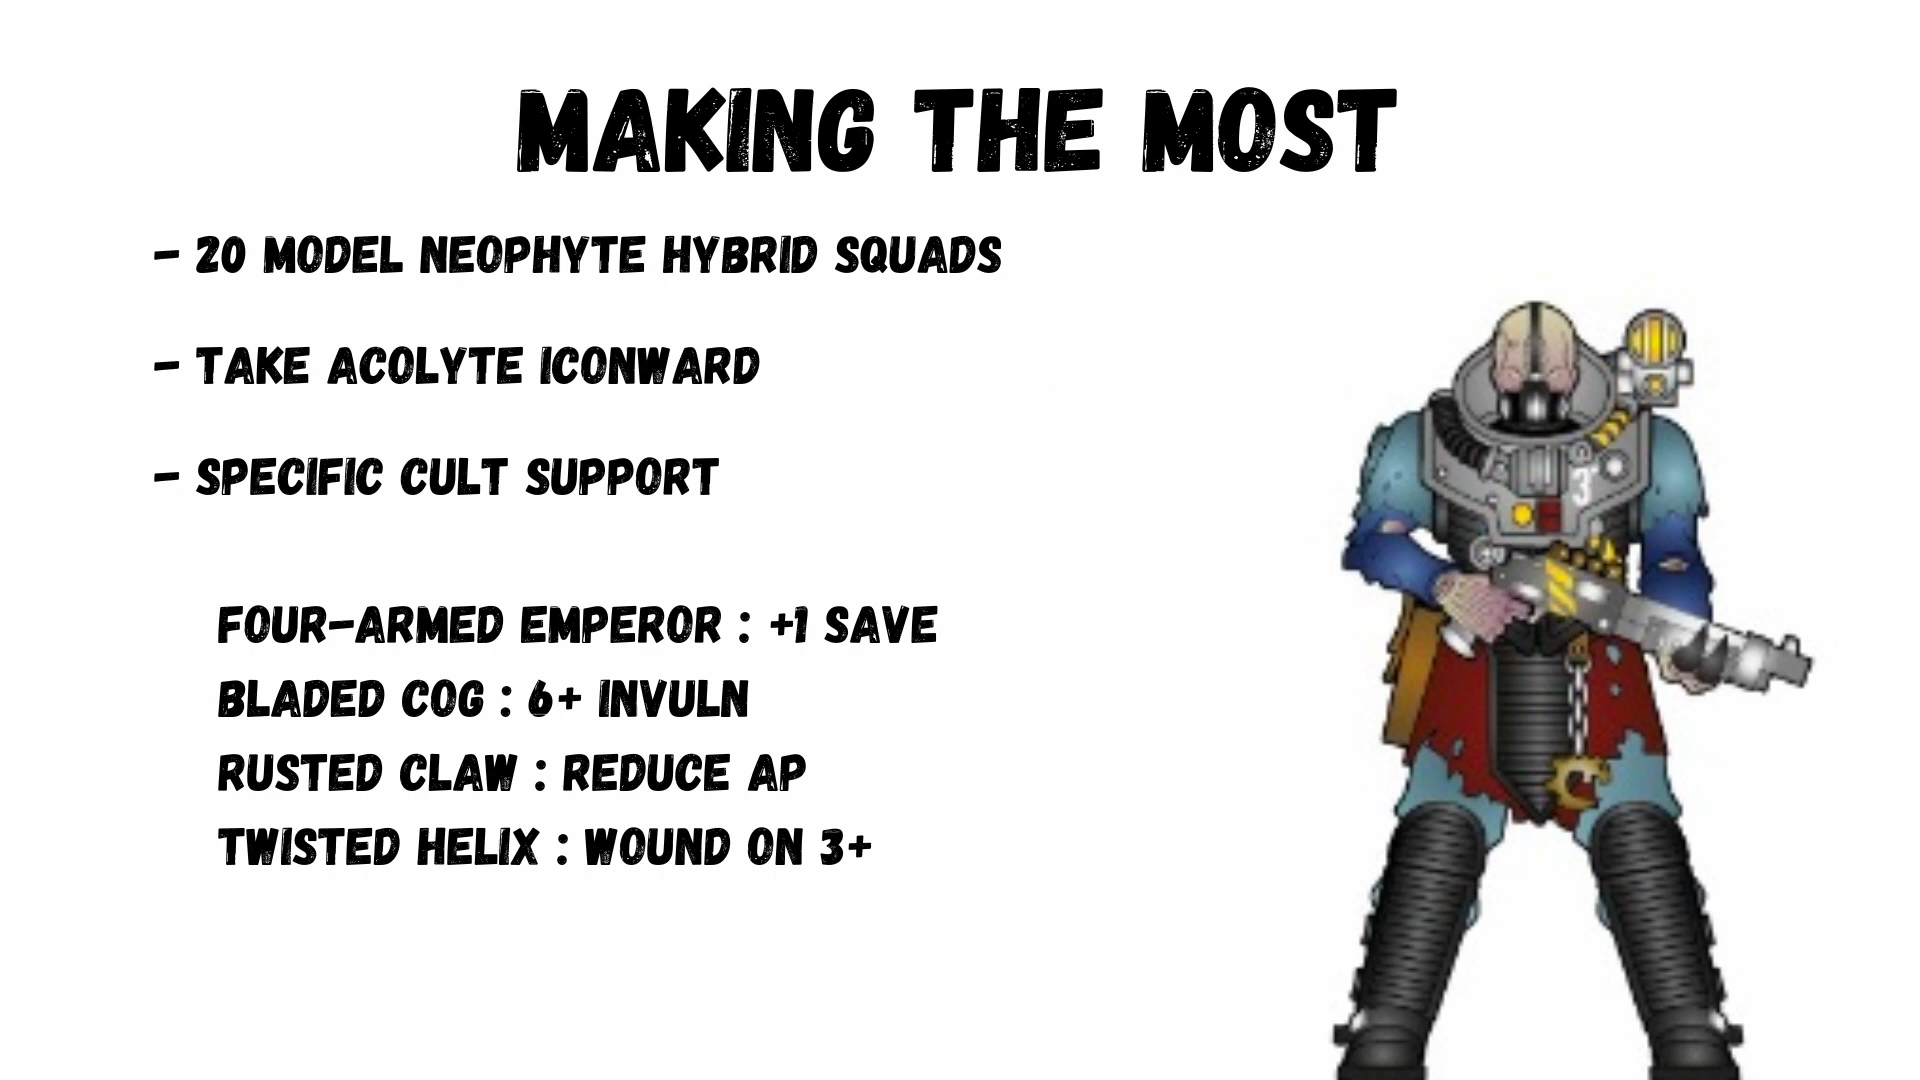 MAKING THE MOST
- 20 MODEL NEOPHYTE HYBRID SQUADS
- TAKE ACOLYTE ICONWARD
- SPECIFIC CULT SUPPORT
FOUR-ARMED EMPEROR : +1 SAVE
BLADED COG : 6+ INVULN
RUSTED CLAW : REDUCE AP
TWISTED HELIX : WOUND ON 3+
3